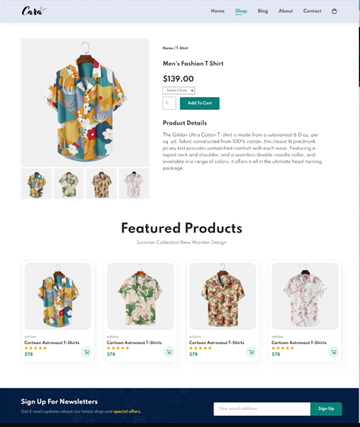 Cara
Home Shop Blog About Contact
Home / T-Shirt
Men's Fashion T Shirt
$139.00
Select Size
1
Add To Cart
Product Details
The Gildan Ultra Cotton T-shirt is made from a substantial 6.0 oz. per
sq. yd. fabric constructed from 100% cotton, this classic fit preshrunk
jersey knit provides unmatched comfort with each wear. Featuring a
taped neck and shoulder, and a seamless double-needle collar, and
available in a range of colors, it offers it all in the ultimate head-turning
package.
Featured Products
Summer Collection New Morden Design
adidas adidas adidas adidas
Cartoon Astronaut T-Shirts Cartoon Astronaut T-Shirts Cartoon Astronaut T-Shirts Cartoon Astronaut T-Shirts
$78 $78 $78 $78
Sign Up For Newsletters
Get E-mail updates about our latest shop and special offers.
Your email address
Sign Up